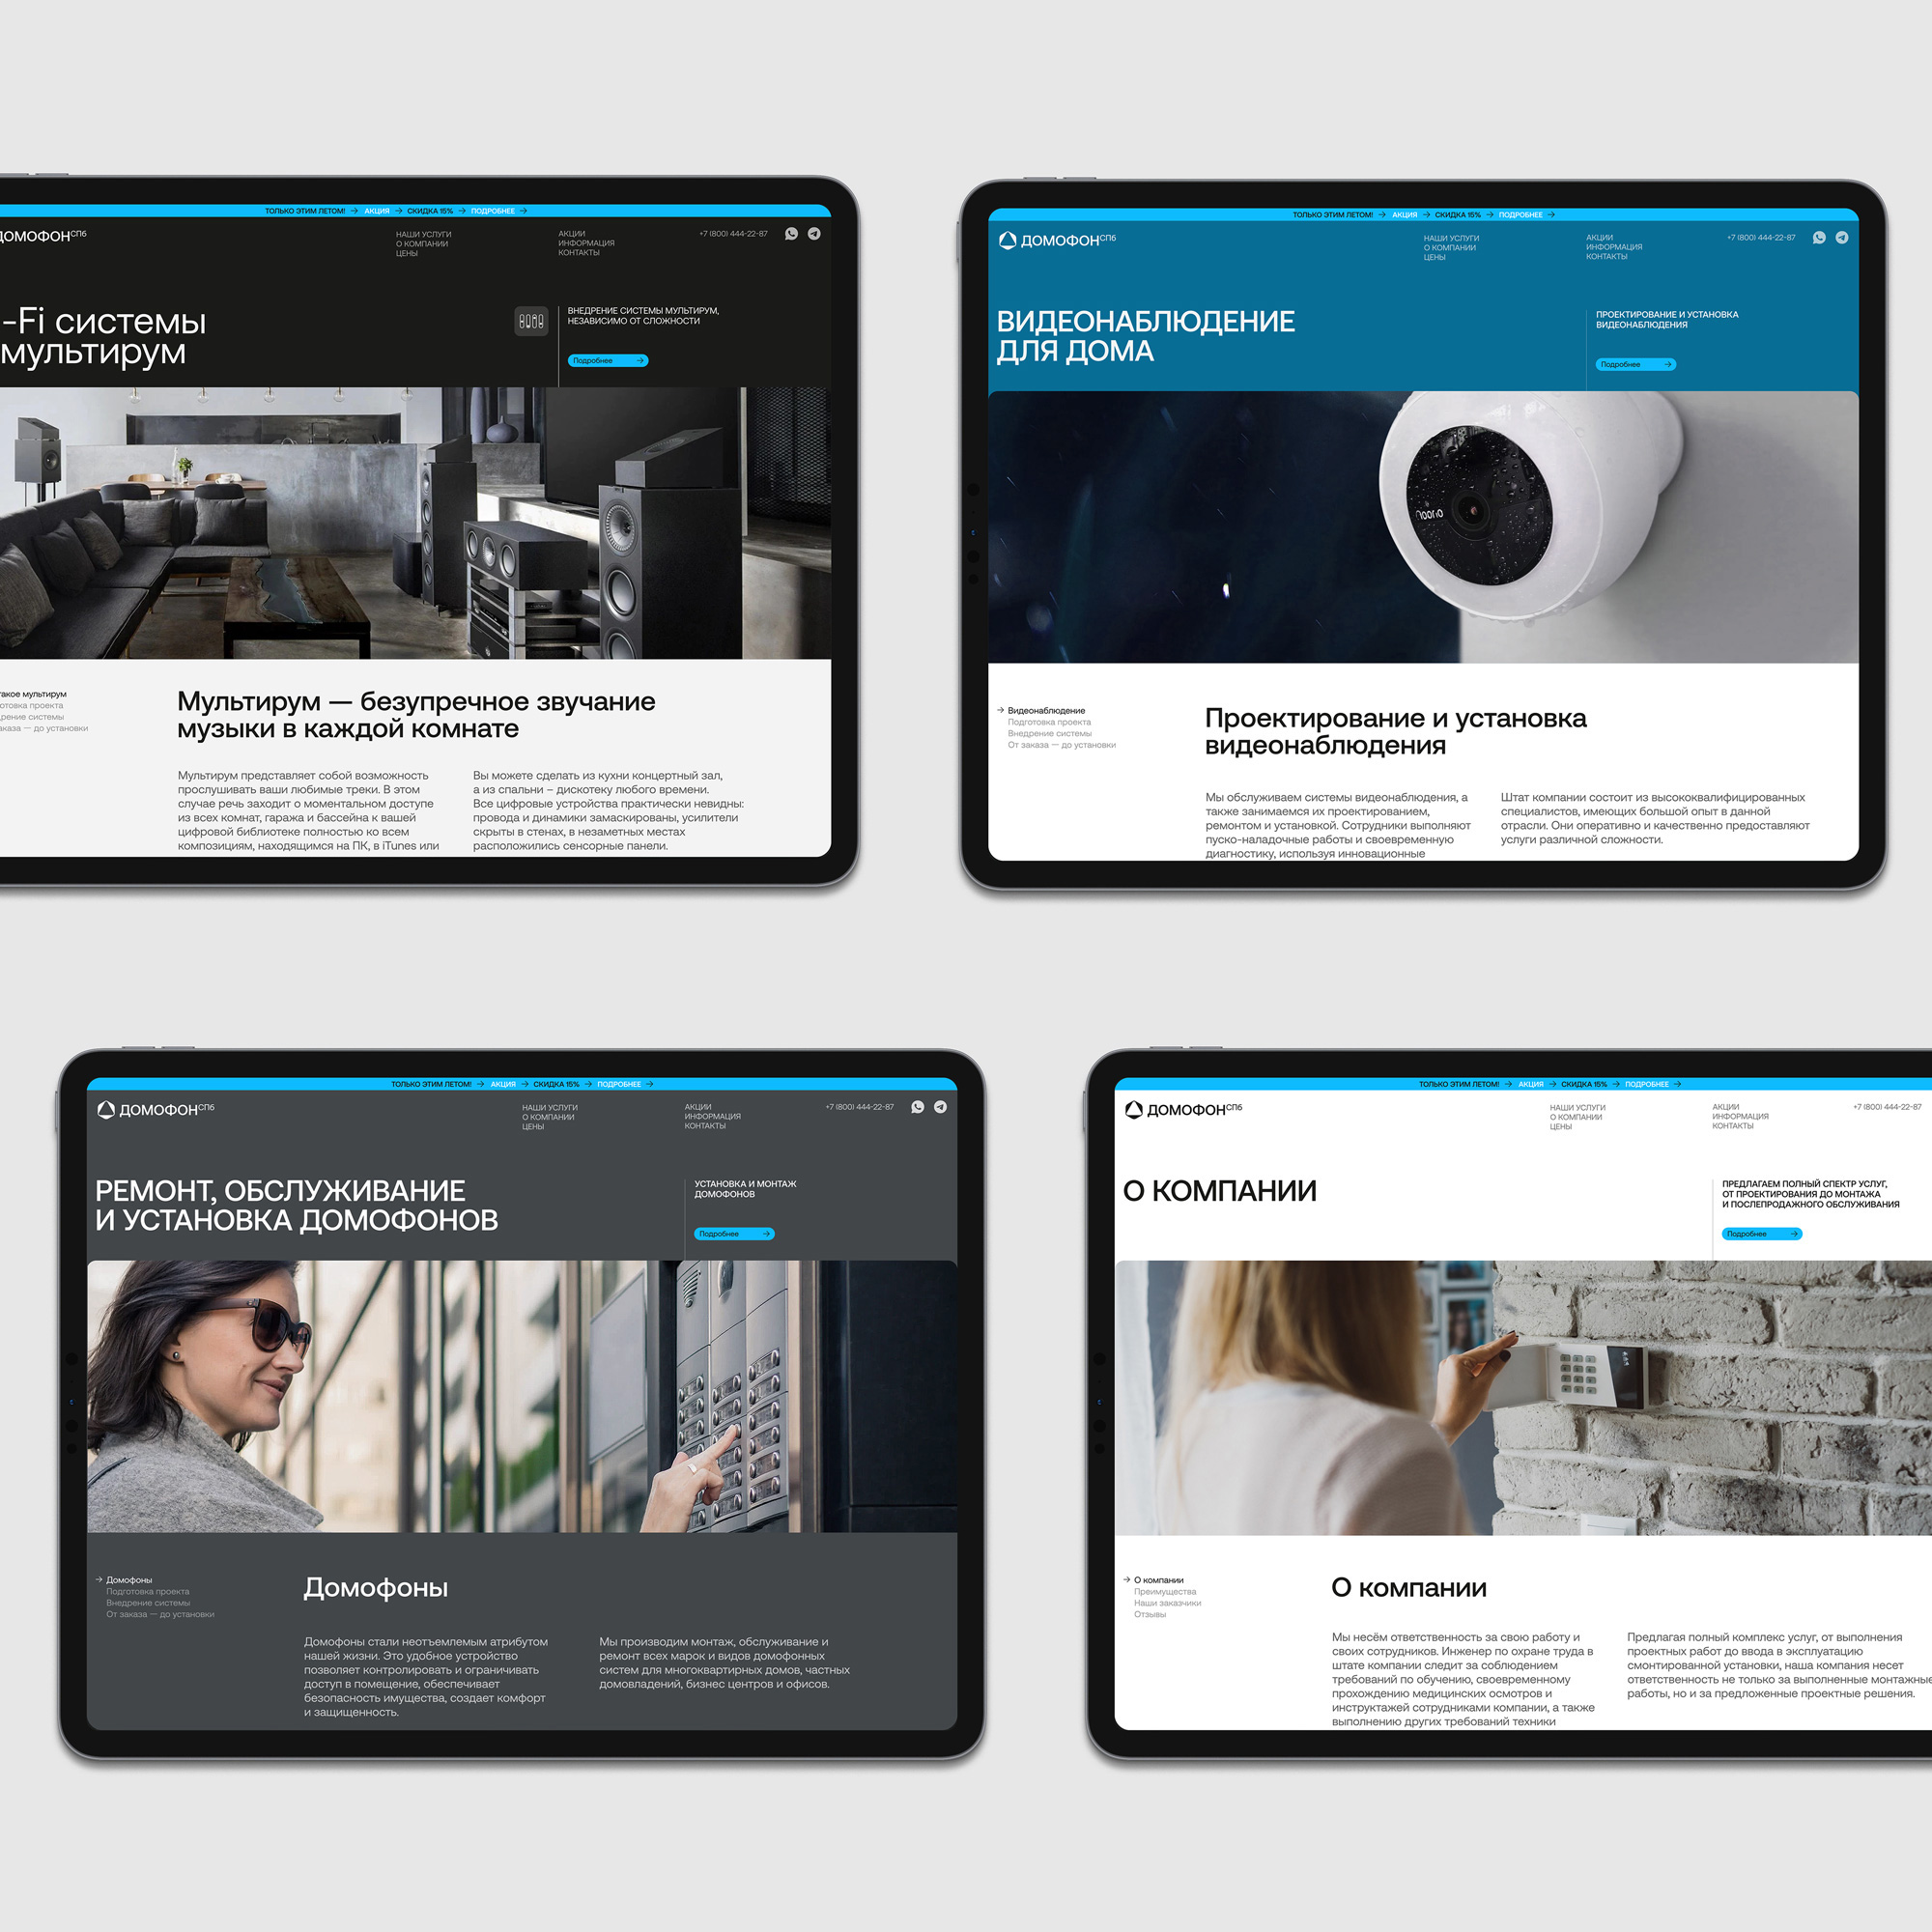 ТОЛЬКО ЭТИМ ЛЕТОМ! → АКЦИЯ → СКИДКА 15% → ПОДРОБНЕЕ →
ДОМОФОНСПб
НАШИ УСЛУГИ
О КОМПАНИИ
ЦЕНЫ
АКЦИИ
ИНФОРМАЦИЯ
КОНТАКТЫ
+7 (800) 444-22-87
-Fi системы
мультирум
ВНЕДРЕНИЕ СИСТЕМЫ МУЛЬТИРУМ,
НЕЗАВИСИМО ОТ СЛОЖНОСТИ
Подробнее →
такое мультирум
отовка проекта
рение системы
аказа — до установки
Мультирум — безупречное звучание
музыки в каждой комнате
Мультирум представляет собой возможность
прослушивать ваши любимые треки. В этом
случае речь заходит о моментальном доступе
из всех комнат, гаража и бассейна к вашей
цифровой библиотеке полностью ко всем
композициям, находящимся на ПК, в iTunes или
Вы можете сделать из кухни концертный зал,
а из спальни – дискотеку любого времени.
Все цифровые устройства практически невидны:
провода и динамики замаскированы, усилители
скрыты в стенах, в незаметных местах
расположились сенсорные панели.
ТОЛЬКО ЭТИМ ЛЕТОМ! → АКЦИЯ → СКИДКА 15% → ПОДРОБНЕЕ →
ДОМОФОНСПб
НАШИ УСЛУГИ
О КОМПАНИИ
ЦЕНЫ
АКЦИИ
ИНФОРМАЦИЯ
КОНТАКТЫ
+7 (800) 444-22-87
ВИДЕОНАБЛЮДЕНИЕ
ДЛЯ ДОМА
ПРОЕКТИРОВАНИЕ И УСТАНОВКА
ВИДЕОНАБЛЮДЕНИЯ
Подробнее →
→ Видеонаблюдение
Подготовка проекта
Внедрение системы
От заказа — до установки
Проектирование и установка
видеонаблюдения
Мы обслуживаем системы видеонаблюдения, а
также занимаемся их проектированием,
ремонтом и установкой. Сотрудники выполняют
пуско-наладочные работы и своевременную
диагностику, используя инновационные
Штат компании состоит из высококвалифицированных
специалистов, имеющих большой опыт в данной
отрасли. Они оперативно и качественно предоставляют
услуги различной сложности.
ТОЛЬКО ЭТИМ ЛЕТОМ! → АКЦИЯ → СКИДКА 15% → ПОДРОБНЕЕ →
ДОМОФОНСПб
НАШИ УСЛУГИ
О КОМПАНИИ
ЦЕНЫ
АКЦИИ
ИНФОРМАЦИЯ
КОНТАКТЫ
+7 (800) 444-22-87
РЕМОНТ, ОБСЛУЖИВАНИЕ
И УСТАНОВКА ДОМОФОНОВ
УСТАНОВКА И МОНТАЖ
ДОМОФОНОВ
Подробнее →
→ Домофоны
Подготовка проекта
Внедрение системы
От заказа — до установки
Домофоны
Домофоны стали неотъемлемым атрибутом
нашей жизни. Это удобное устройство
позволяет контролировать и ограничивать
доступ в помещение, обеспечивает
безопасность имущества, создает комфорт
и защищенность.
Мы производим монтаж, обслуживание и
ремонт всех марок и видов домофонных
систем для многоквартирных домов, частных
домовладений, бизнес центров и офисов.
ТОЛЬКО ЭТИМ ЛЕТОМ! → АКЦИЯ → СКИДКА 15% → ПОДРОБНЕЕ →
ДОМОФОНСПб
НАШИ УСЛУГИ
О КОМПАНИИ
ЦЕНЫ
АКЦИИ
ИНФОРМАЦИЯ
КОНТАКТЫ
+7 (800) 444-22-87
О КОМПАНИИ
ПРЕДЛАГАЕМ ПОЛНЫЙ СПЕКТР УСЛУГ,
ОТ ПРОЕКТИРОВАНИЯ ДО МОНТАЖА
И ПОСЛЕПРОДАЖНОГО ОБСЛУЖИВАНИЯ
Подробнее →
→ О компании
Преимущества
Наши заказчики
Отзывы
О компании
Мы несём ответственность за свою работу и
своих сотрудников. Инженер по охране труда в
штате компании следит за соблюдением
требований по обучению, своевременному
прохождению медицинских осмотров и
инструктажей сотрудниками компании, а также
выполнению других требований техники
Предлагая полный комплекс услуг, от выполнения
проектных работ до ввода в эксплуатацию
смонтированной установки, наша компания несет
ответственность не только за выполненные монтажные
работы, но и за предложенные проектные решения.